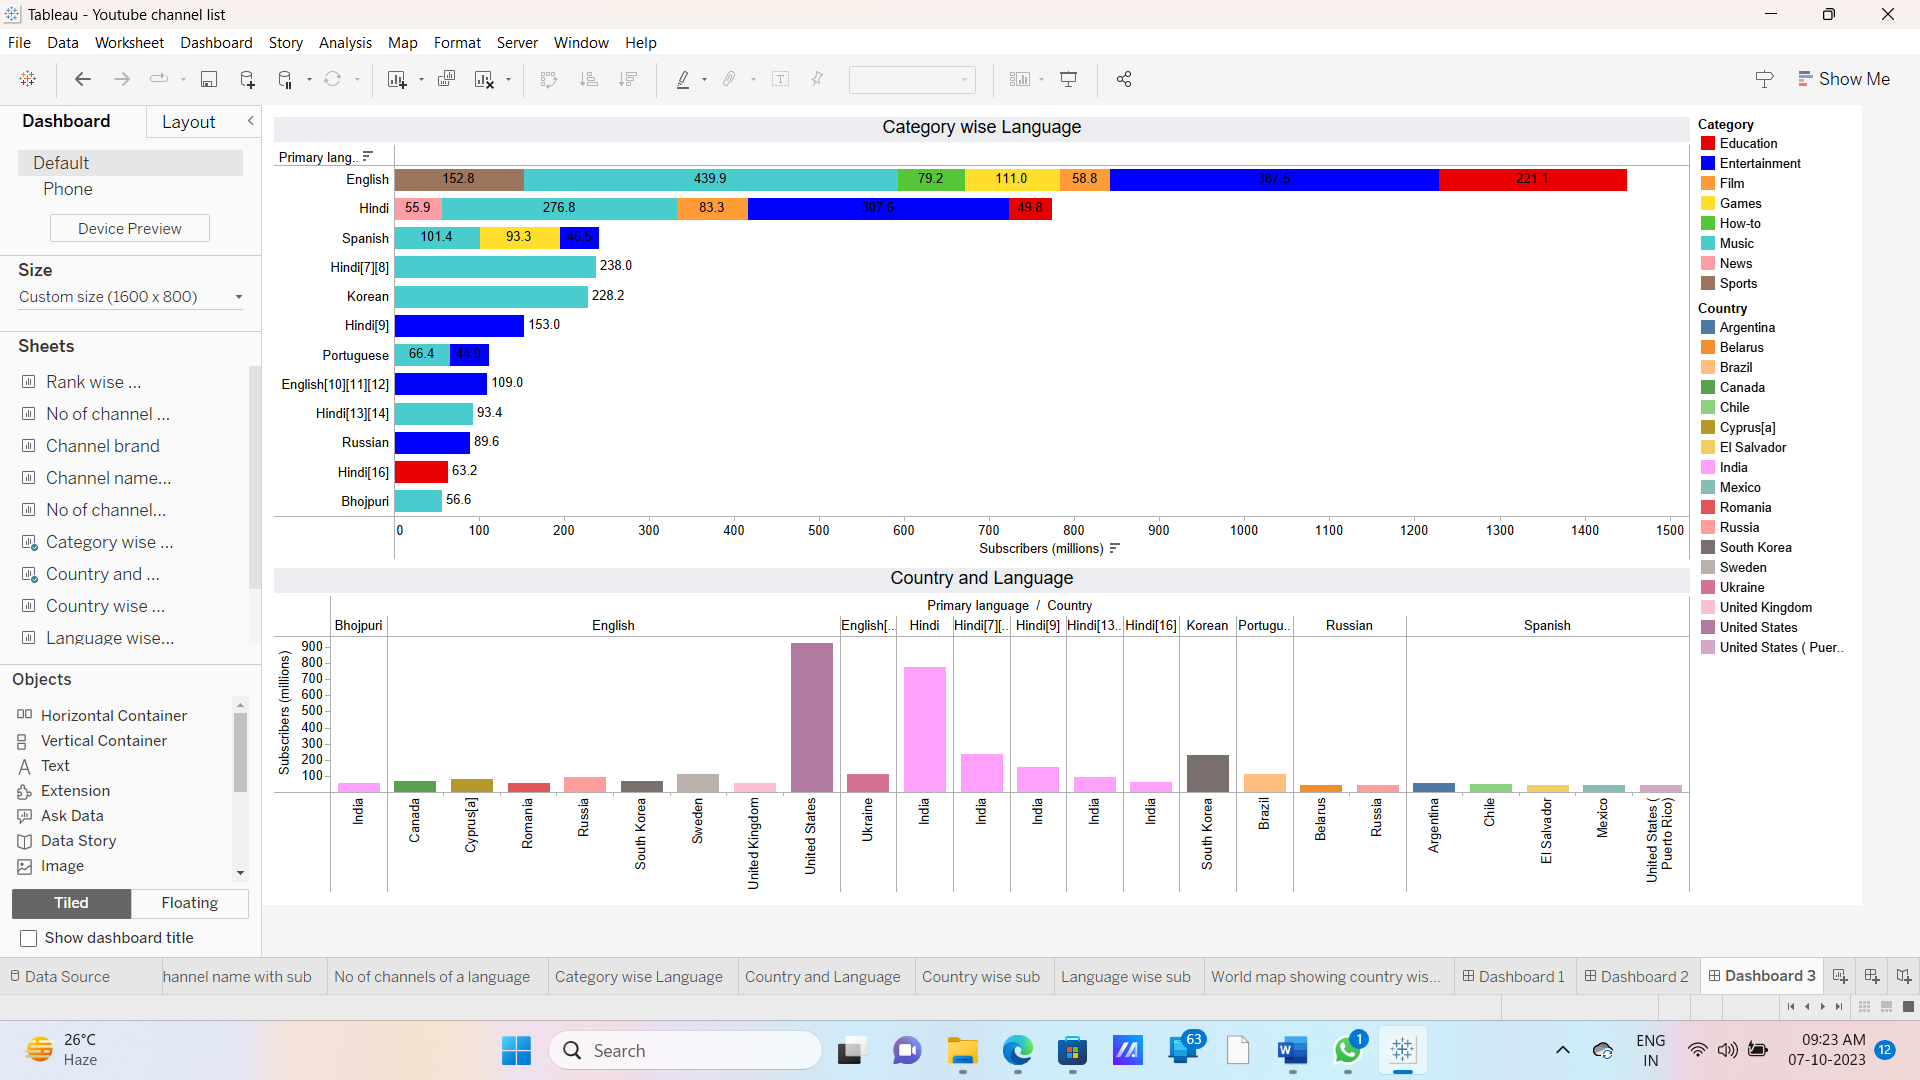 Tableau - Youtube channel list
File Data Worksheet Dashboard Story Analysis Map Format Server Window Help
Show Me
Dashboard Layout
Default
Phone
Device Preview
Size
Custom size (1600 x 800)
Sheets
Rank wise ...
No of channel ...
Channel brand
Channel name...
No of channel...
Category wise ...
Country and ...
Country wise ...
Language wise...
Objects
Horizontal Container
Vertical Container
Text
Extension
Ask Data
Data Story
Image
Tiled Floating
Show dashboard title
Category wise Language
Primary lang..
English 152.8 439.9 79.2 111.0 58.8 387.5 221.1
Hindi 55.9 276.8 83.3 307.6 49.8
Spanish 101.4 93.3 46.5
Hindi[7][8] 238.0
Korean 228.2
Hindi[9] 153.0
Portuguese 66.4 44.9
English[10][11][12] 109.0
Hindi[13][14] 93.4
Russian 89.6
Hindi[16] 63.2
Bhojpuri 56.6
0 100 200 300 400 500 600 700 800 900 1000 1100 1200 1300 1400 1500
Subscribers (millions)
Country and Language
Primary language / Country
Bhojpuri English English[.. Hindi Hindi[7][.. Hindi[9] Hindi[13.. Hindi[16] Korean Portugu.. Russian Spanish
Subscribers (millions)
900
800
700
600
500
400
300
200
100
India Canada Cyprus[a] Romania Russia South Korea Sweden United Kingdom United States Ukraine India India India India India South Korea Brazil Belarus Russia Argentina Chile El Salvador Mexico United States ( Puerto Rico)
Category
Education
Entertainment
Film
Games
How-to
Music
News
Sports
Country
Argentina
Belarus
Brazil
Canada
Chile
Cyprus[a]
El Salvador
India
Mexico
Romania
Russia
South Korea
Sweden
Ukraine
United Kingdom
United States
United States ( Puer..
Data Source hannel name with sub No of channels of a language Category wise Language Country and Language Country wise sub Language wise sub World map showing country wis... Dashboard 1 Dashboard 2 Dashboard 3
26°C
Haze
Search
63
1
ENG
IN
09:23 AM
07-10-2023
12